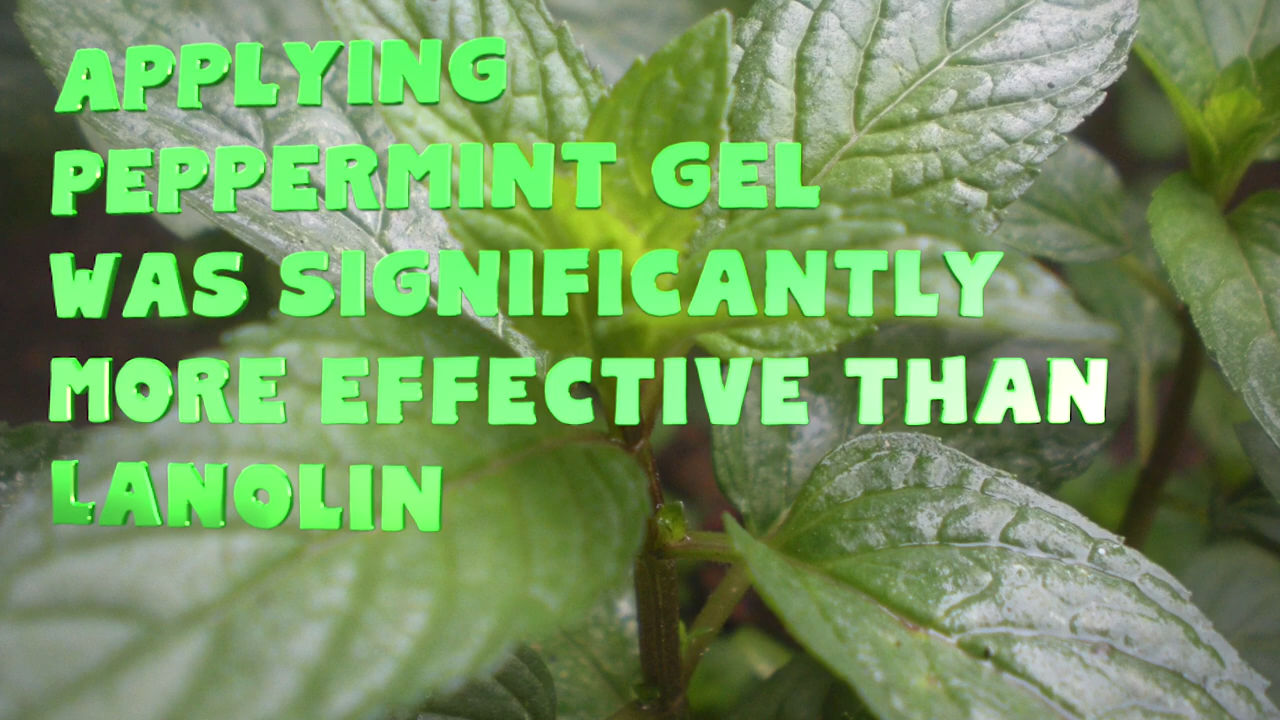 APPLYING
PEPPERMINT GEL
WAS SIGNIFICANTLY
MORE EFFECTIVE THAN
LANOLIN